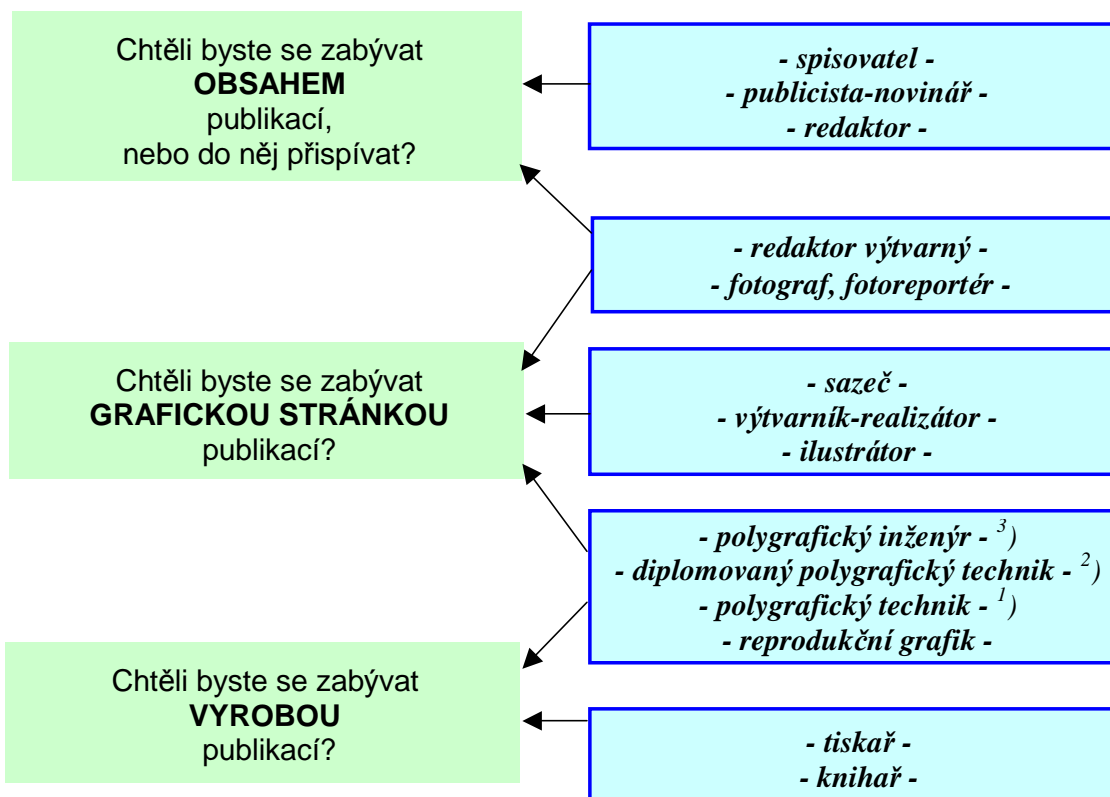 Chtěli byste se zabývat
OBSAHEM
publikací,
nebo do něj přispívat?
- spisovatel -
- publicista-novinář -
- redaktor -
- redaktor výtvarný -
- fotograf, fotoreportér -
Chtěli byste se zabývat
GRAFICKOU STRÁNKOU
publikací?
- sazeč -
- výtvarník-realizátor -
- ilustrátor -
- polygrafický inženýr - ³)
- diplomovaný polygrafický technik - ²)
- polygrafický technik - ¹)
- reprodukční grafik -
Chtěli byste se zabývat
VYROBOU
publikací?
- tiskař -
- knihař -